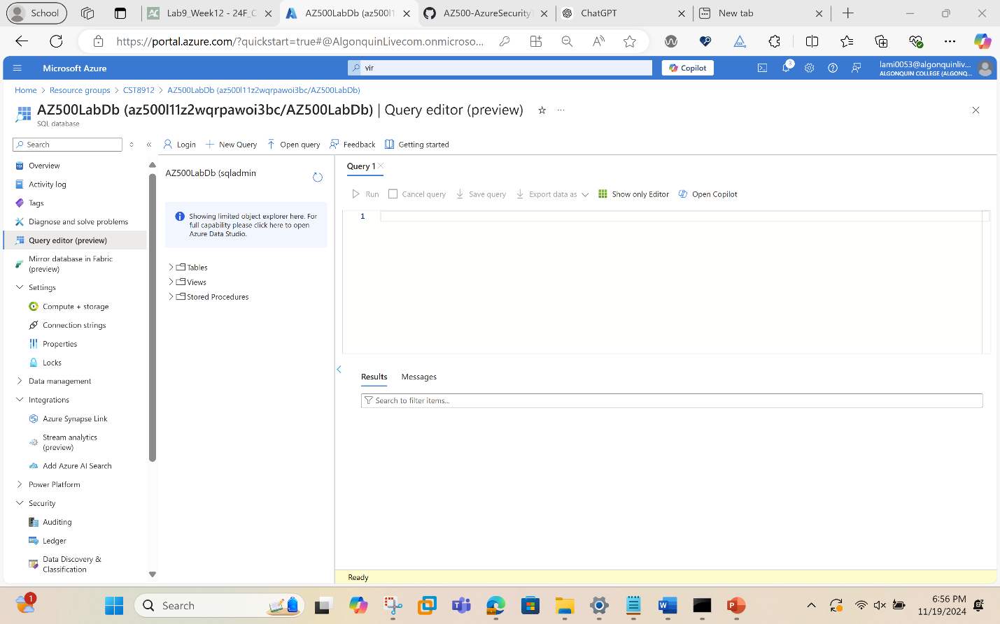 School
Lab9_Week12 - 24F_C
AZ500LabDb (az500l1
AZ500-AzureSecurityT
ChatGPT
New tab
https://portal.azure.com/?quickstart=true#@AlgonquinLivecom.onmicroso...
Microsoft Azure
vir
Copilot
3
lami0053@algonquinliv...
ALGONQUIN COLLEGE (ALGONQ...
Home > Resource groups > CST8912 > AZ500LabDb (az500l11z2wqrpawoi3bc/AZ500LabDb)
AZ500LabDb (az500l11z2wqrpawoi3bc/AZ500LabDb) | Query editor (preview)
SQL database
Search
Login
New Query
Open query
Feedback
Getting started
Overview
Activity log
Tags
Diagnose and solve problems
Query editor (preview)
Mirror database in Fabric
(preview)
Settings
Compute + storage
Connection strings
Properties
Locks
Data management
Integrations
Azure Synapse Link
Stream analytics
(preview)
Add Azure AI Search
Power Platform
Security
Auditing
Ledger
Data Discovery &
Classification
AZ500LabDb (sqladmin
Showing limited object explorer here. For
full capability please click here to open
Azure Data Studio.
Tables
Views
Stored Procedures
Query 1
Run
Cancel query
Save query
Export data as
Show only Editor
Open Copilot
1
Results
Messages
Search to filter items...
Ready
1
Search
6:56 PM
11/19/2024